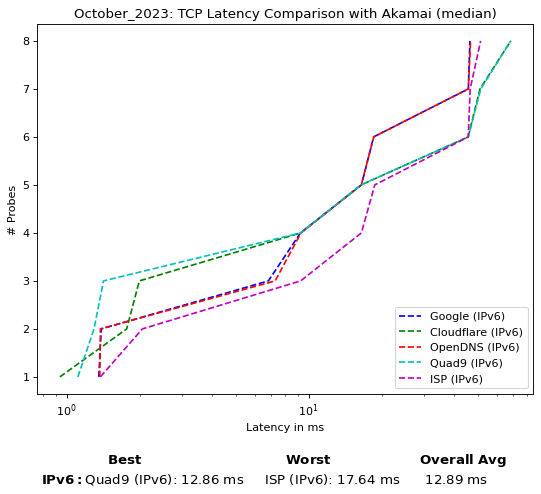 October_2023: TCP Latency Comparison with Akamai (median)
8
7
6
5
4
3
2
1
# Probes
10⁰ 10¹
Latency in ms
Google (IPv6)
Cloudflare (IPv6)
OpenDNS (IPv6)
Quad9 (IPv6)
ISP (IPv6)
Best Worst Overall Avg
IPv6: Quad9 (IPv6): 12.86 ms ISP (IPv6): 17.64 ms 12.89 ms